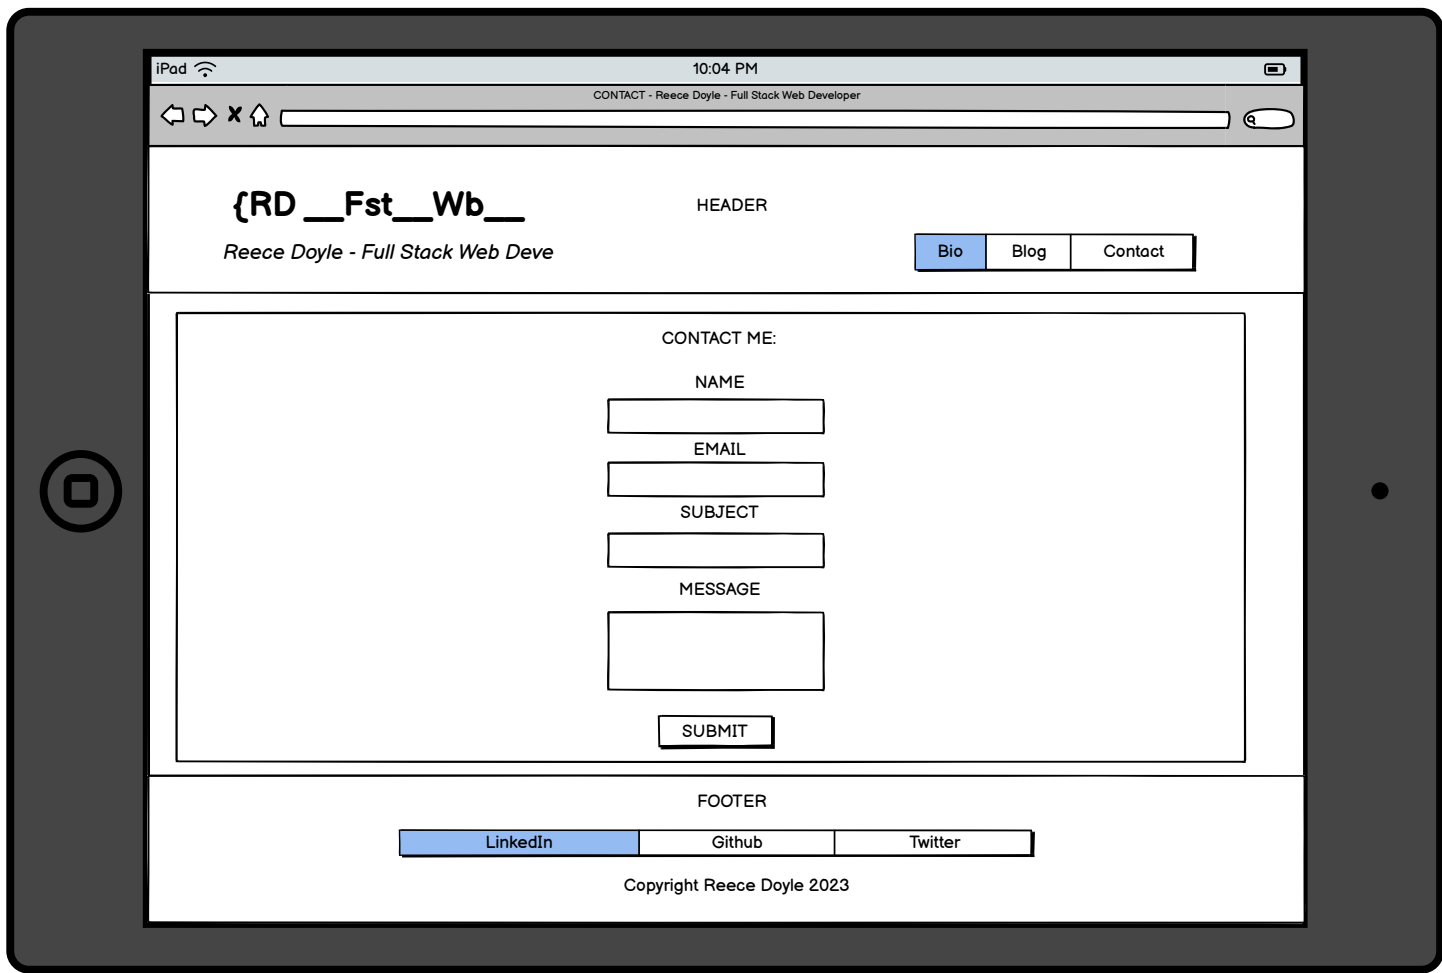 iPad 10:04 PM
CONTACT - Reece Doyle - Full Stack Web Developer
{RD __Fst__Wb__
HEADER
Reece Doyle - Full Stack Web Deve
Bio Blog Contact
CONTACT ME:
NAME
EMAIL
SUBJECT
MESSAGE
SUBMIT
FOOTER
LinkedIn Github Twitter
Copyright Reece Doyle 2023